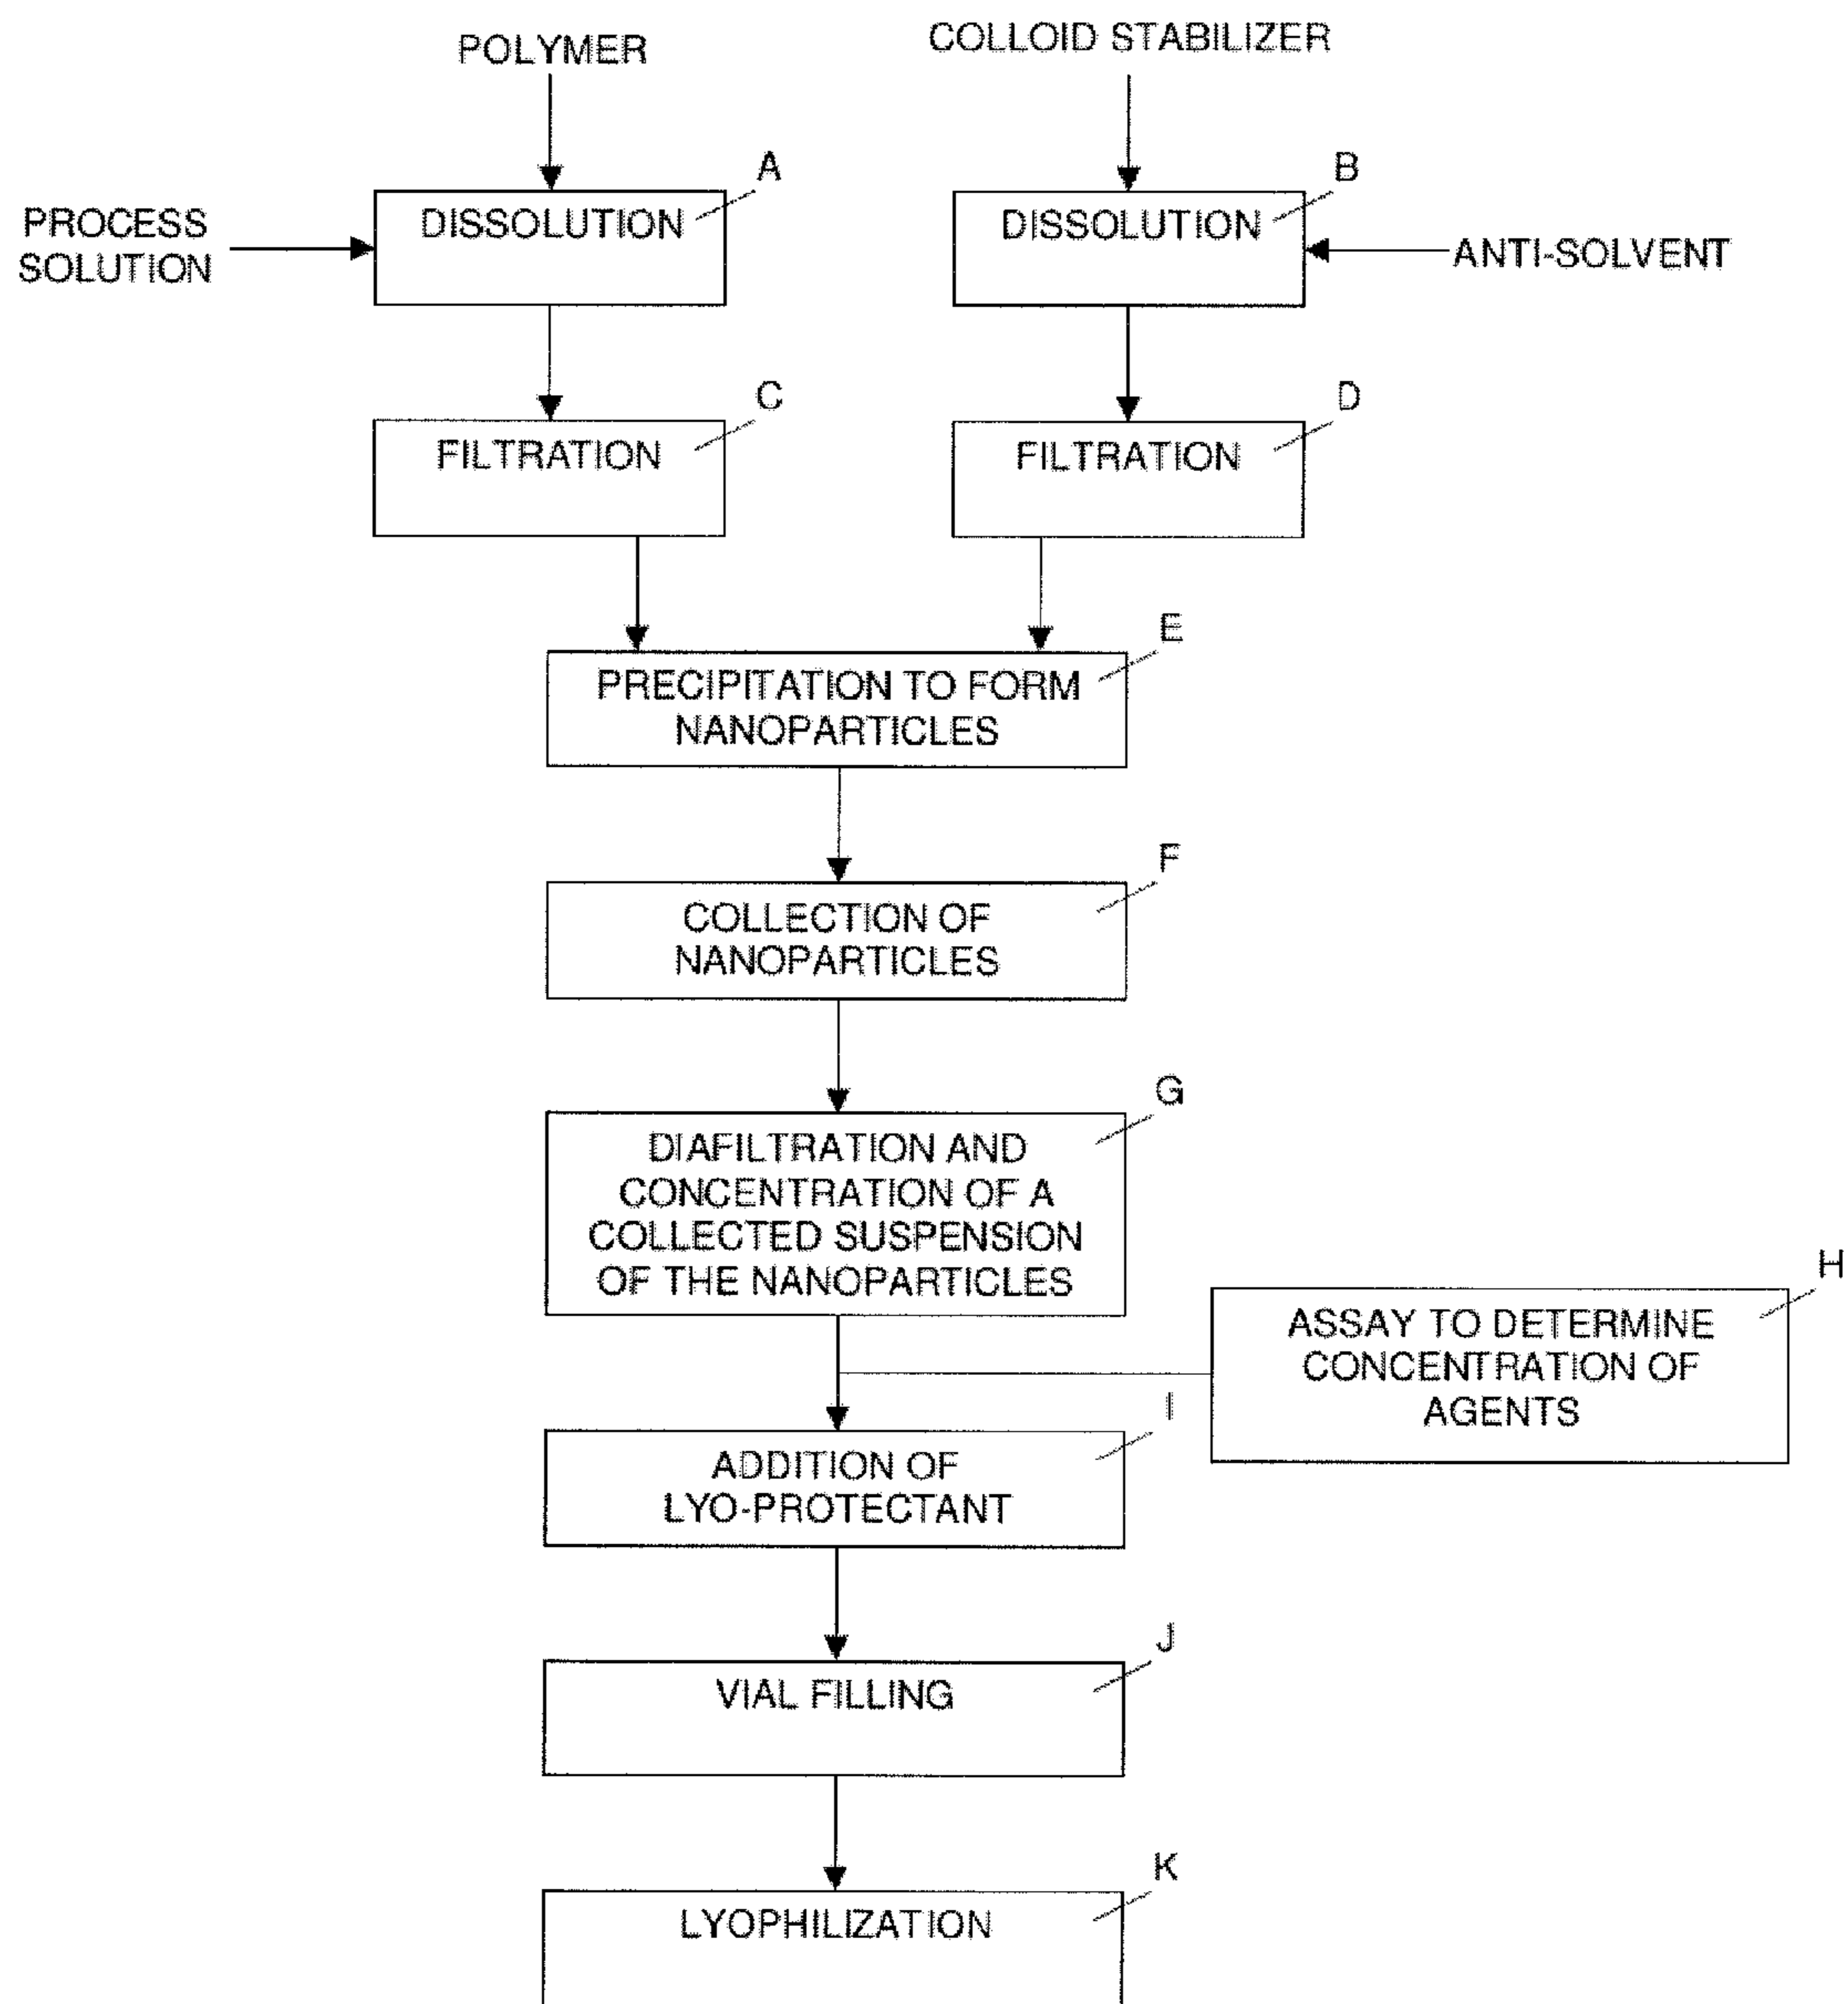 POLYMER
COLLOID STABILIZER
A
B
PROCESS
SOLUTION
DISSOLUTION
DISSOLUTION
ANTI-SOLVENT
C
D
FILTRATION
FILTRATION
E
PRECIPITATION TO FORM
NANOPARTICLES
F
COLLECTION OF
NANOPARTICLES
G
DIAFILTRATION AND
CONCENTRATION OF A
COLLECTED SUSPENSION
OF THE NANOPARTICLES
H
ASSAY TO DETERMINE
CONCENTRATION OF
AGENTS
I
ADDITION OF
LYO-PROTECTANT
J
VIAL FILLING
K
LYOPHILIZATION